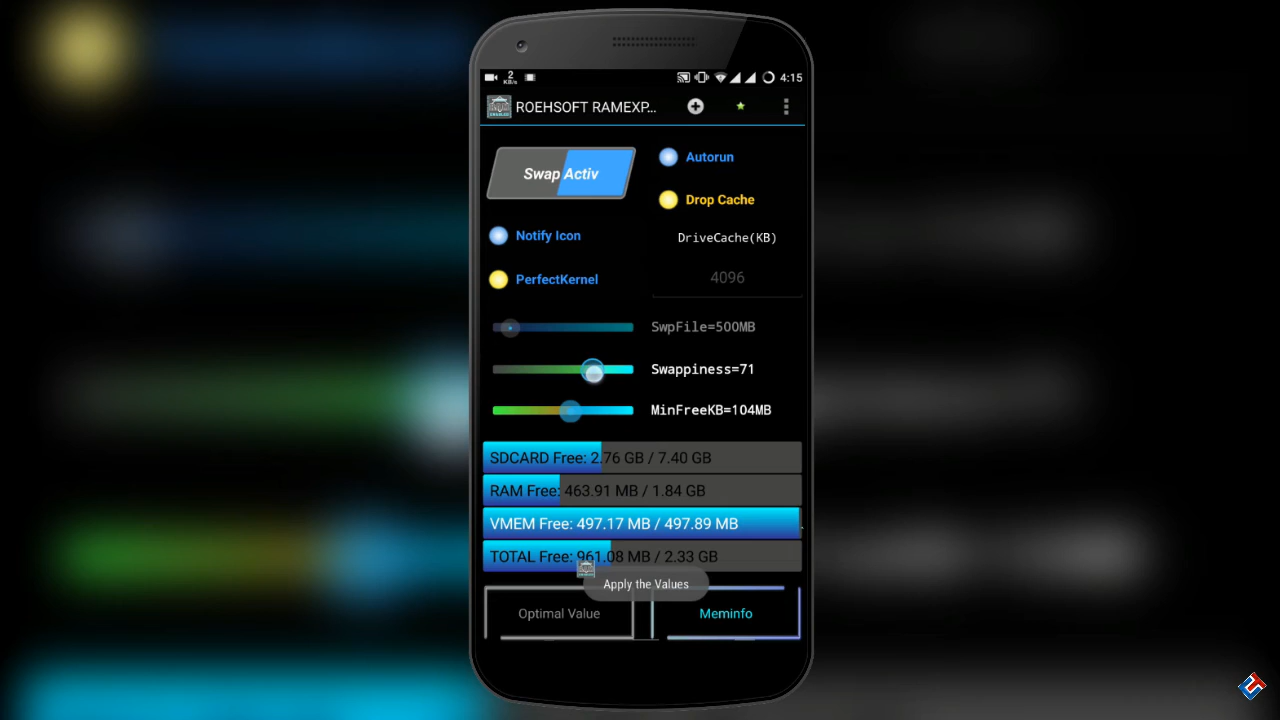 2
KB/s
4:15
ROEHSOFT RAMEXP...
Swap Activ
Autorun
Drop Cache
Notify Icon
DriveCache(KB)
PerfectKernel
4096
SwpFile=500MB
Swappiness=71
MinFreeKB=104MB
SDCARD Free: 2.76 GB / 7.40 GB
RAM Free: 463.91 MB / 1.84 GB
VMEM Free: 497.17 MB / 497.89 MB
TOTAL Free: 961.08 MB / 2.33 GB
Apply the Values
Optimal Value
Meminfo